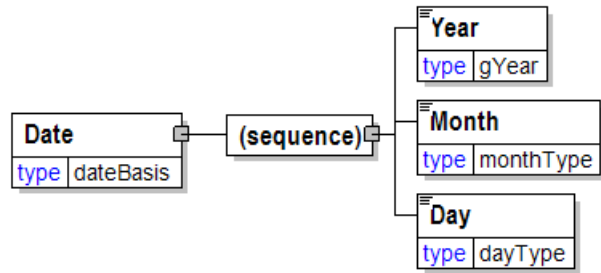 Date
type dateBasis
(sequence)
Year
type gYear
Month
type monthType
Day
type dayType